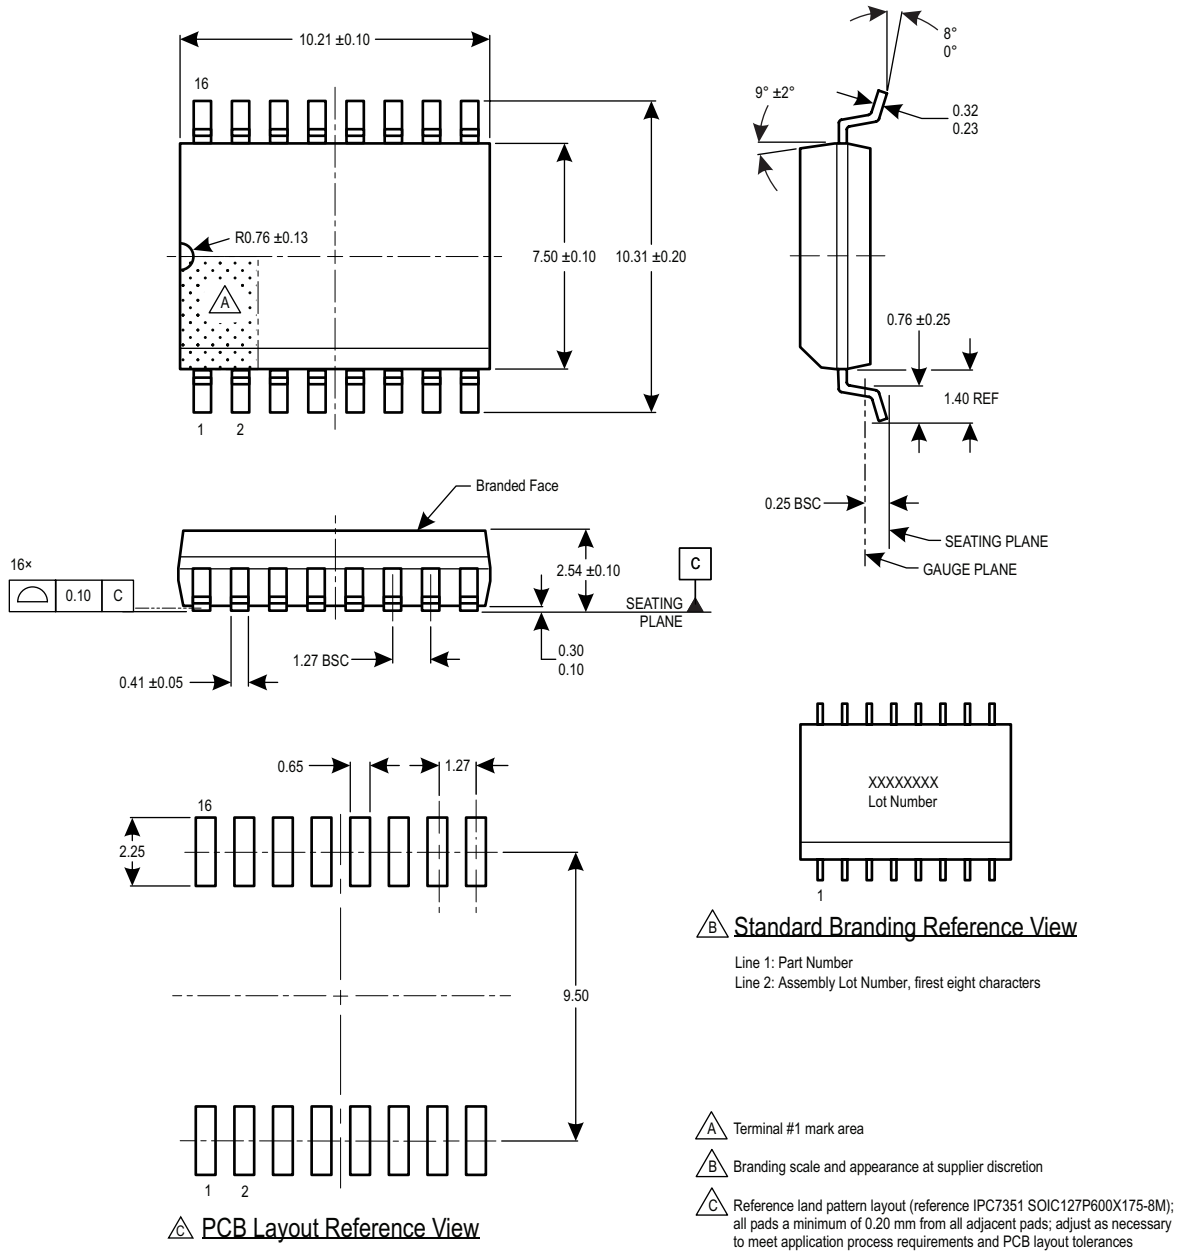 10.21 ±0.10
8°
0°
16
9° ±2°
0.32
0.23
R0.76 ±0.13
7.50 ±0.10
10.31 ±0.20
A
0.76 ±0.25
1.40 REF
1
2
0.25 BSC
Branded Face
SEATING PLANE
GAUGE PLANE
16×
0.10
C
2.54 ±0.10
C
SEATING
PLANE
1.27 BSC
0.30
0.10
0.41 ±0.05
0.65
1.27
16
2.25
9.50
1
2
C PCB Layout Reference View
XXXXXXXX
Lot Number
1
B Standard Branding Reference View
Line 1: Part Number
Line 2: Assembly Lot Number, firest eight characters
A Terminal #1 mark area
B Branding scale and appearance at supplier discretion
C Reference land pattern layout (reference IPC7351 SOIC127P600X175-8M);
all pads a minimum of 0.20 mm from all adjacent pads; adjust as necessary
to meet application process requirements and PCB layout tolerances